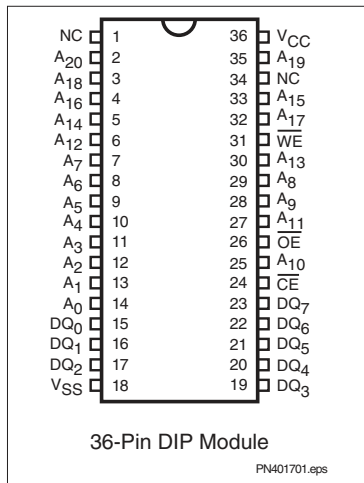 NC 1 36 VCC
A20 2 35 A19
A18 3 34 NC
A16 4 33 A15
A14 5 32 A17
A12 6 31 W̅E̅
A7 7 30 A13
A6 8 29 A8
A5 9 28 A9
A4 10 27 A11
A3 11 26 O̅E̅
A2 12 25 A10
A1 13 24 C̅E̅
A0 14 23 DQ7
DQ0 15 22 DQ6
DQ1 16 21 DQ5
DQ2 17 20 DQ4
VSS 18 19 DQ3
36-Pin DIP Module
PN401701.eps